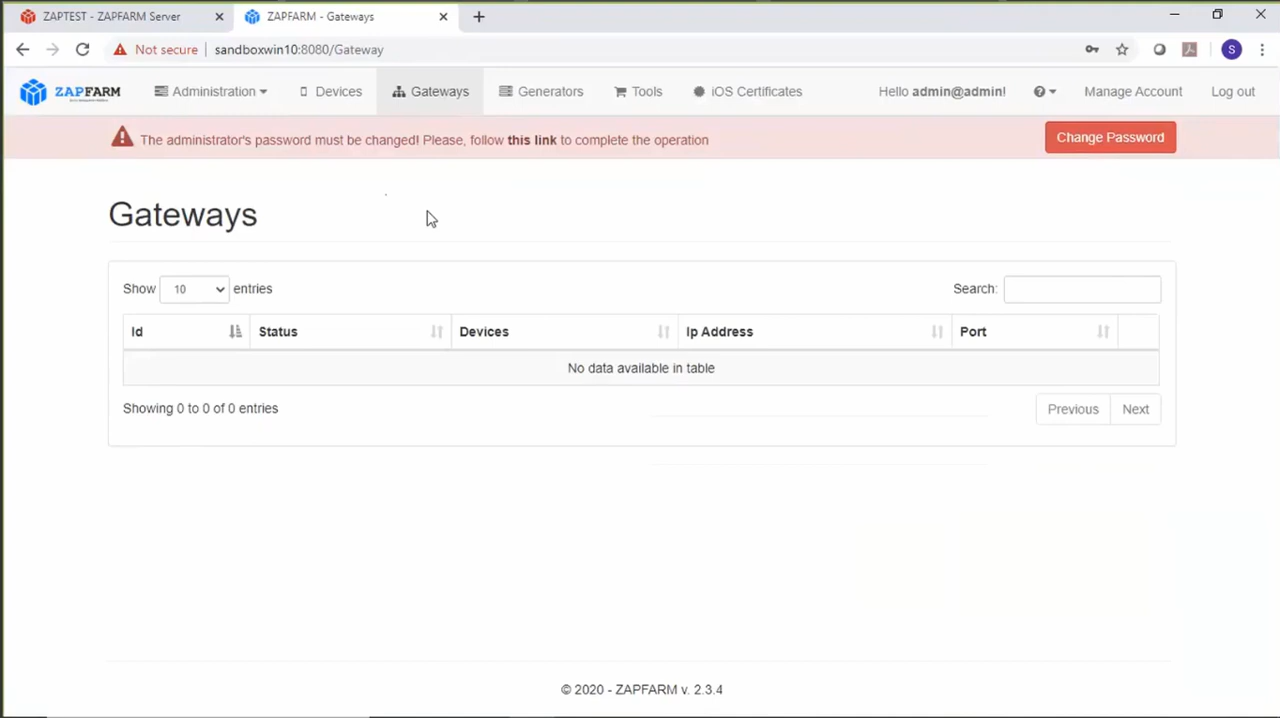 ZAPTEST - ZAPFARM Server
ZAPFARM - Gateways
Not secure
sandboxwin10:8080/Gateway
S
ZAPFARM
Administration
Devices
Gateways
Generators
Tools
iOS Certificates
Hello admin@admin!
Manage Account
Log out
The administrator's password must be changed! Please, follow this link to complete the operation
Change Password
Gateways
Show 10 entries
Search:
Id Status Devices Ip Address Port
No data available in table
Showing 0 to 0 of 0 entries
Previous Next
© 2020 - ZAPFARM v. 2.3.4